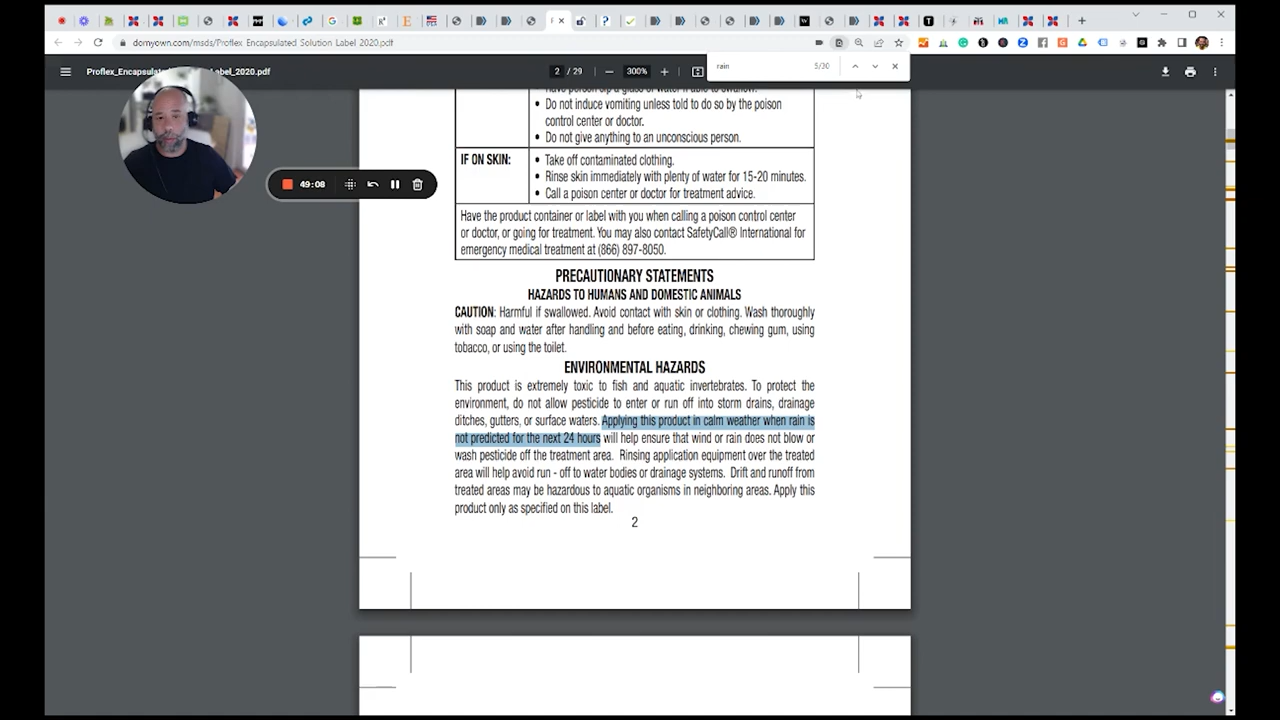 domyown.com/msds/Proflex Encapsulated Solution Label 2020.pdf
rain
5/30
Proflex_Encapsulated
Label_2020.pdf
2 / 29
300%
49:08
• Do not induce vomiting unless told to do so by the poison
control center or doctor.
• Do not give anything to an unconscious person.
IF ON SKIN:
• Take off contaminated clothing.
• Rinse skin immediately with plenty of water for 15-20 minutes.
• Call a poison center or doctor for treatment advice.
Have the product container or label with you when calling a poison control center
or doctor, or going for treatment. You may also contact SafetyCall® International for
emergency medical treatment at (866) 897-8050.
PRECAUTIONARY STATEMENTS
HAZARDS TO HUMANS AND DOMESTIC ANIMALS
CAUTION: Harmful if swallowed. Avoid contact with skin or clothing. Wash thoroughly
with soap and water after handling and before eating, drinking, chewing gum, using
tobacco, or using the toilet.
ENVIRONMENTAL HAZARDS
This product is extremely toxic to fish and aquatic invertebrates. To protect the
environment, do not allow pesticide to enter or run off into storm drains, drainage
ditches, gutters, or surface waters. Applying this product in calm weather when rain is
not predicted for the next 24 hours will help ensure that wind or rain does not blow or
wash pesticide off the treatment area. Rinsing application equipment over the treated
area will help avoid run - off to water bodies or drainage systems. Drift and runoff from
treated areas may be hazardous to aquatic organisms in neighboring areas. Apply this
product only as specified on this label.
2